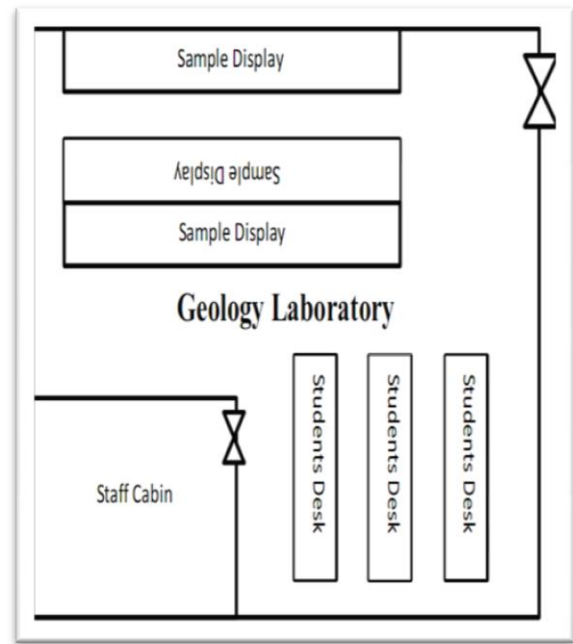 Sample Display
Sample Display
Sample Display
Geology Laboratory
Students Desk
Students Desk
Students Desk
Staff Cabin